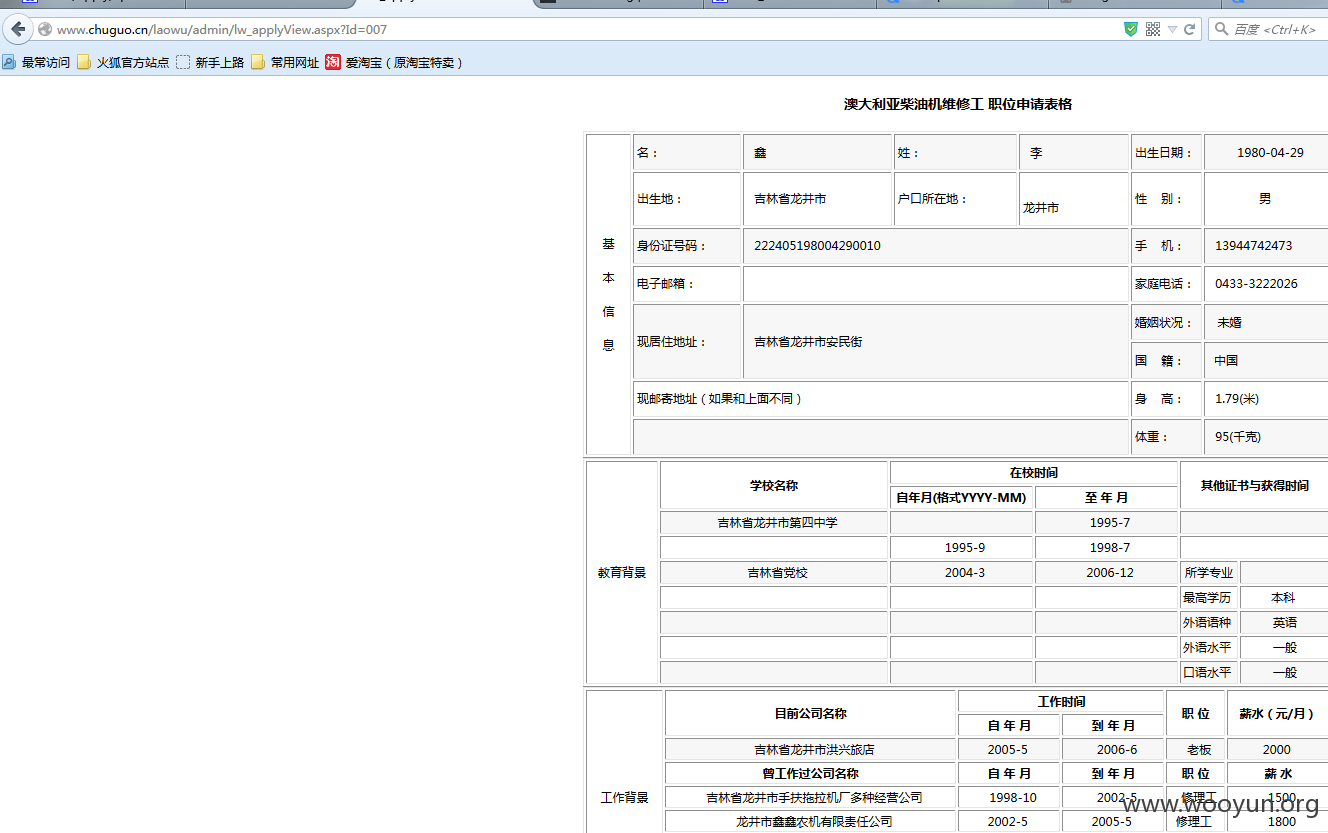 www.chuguo.cn/laowu/admin/lw_applyView.aspx?Id=007
百度 <Ctrl+K>
最常访问 火狐官方站点 新手上路 常用网址 淘 爱淘宝（原淘宝特卖）
澳大利亚柴油机维修工 职位申请表格
基本信息
名： 鑫 姓： 李 出生日期： 1980-04-29
出生地： 吉林省龙井市 户口所在地： 龙井市 性 别： 男
身份证号码： 222405198004290010 手 机： 13944742473
电子邮箱： 家庭电话： 0433-3222026
现居住地址： 吉林省龙井市安民街 婚姻状况： 未婚
国 籍： 中国
现邮寄地址（如果和上面不同） 身 高： 1.79(米)
体重： 95(千克)
教育背景
学校名称 在校时间 其他证书与获得时间
自年月(格式YYYY-MM) 至 年 月
吉林省龙井市第四中学 1995-7
1995-9 1998-7
吉林省党校 2004-3 2006-12 所学专业
最高学历 本科
外语语种 英语
外语水平 一般
口语水平 一般
工作背景
目前公司名称 工作时间 职 位 薪水（元/月）
自 年 月 到 年 月
吉林省龙井市洪兴旅店 2005-5 2006-6 老板 2000
曾工作过公司名称 自 年 月 到 年 月 职 位 薪 水
吉林省龙井市手扶拖拉机厂多种经营公司 1998-10 2002-5 修理工 1500
龙井市鑫鑫农机有限责任公司 2002-5 2005-5 修理工 1800
www.wooyun.org